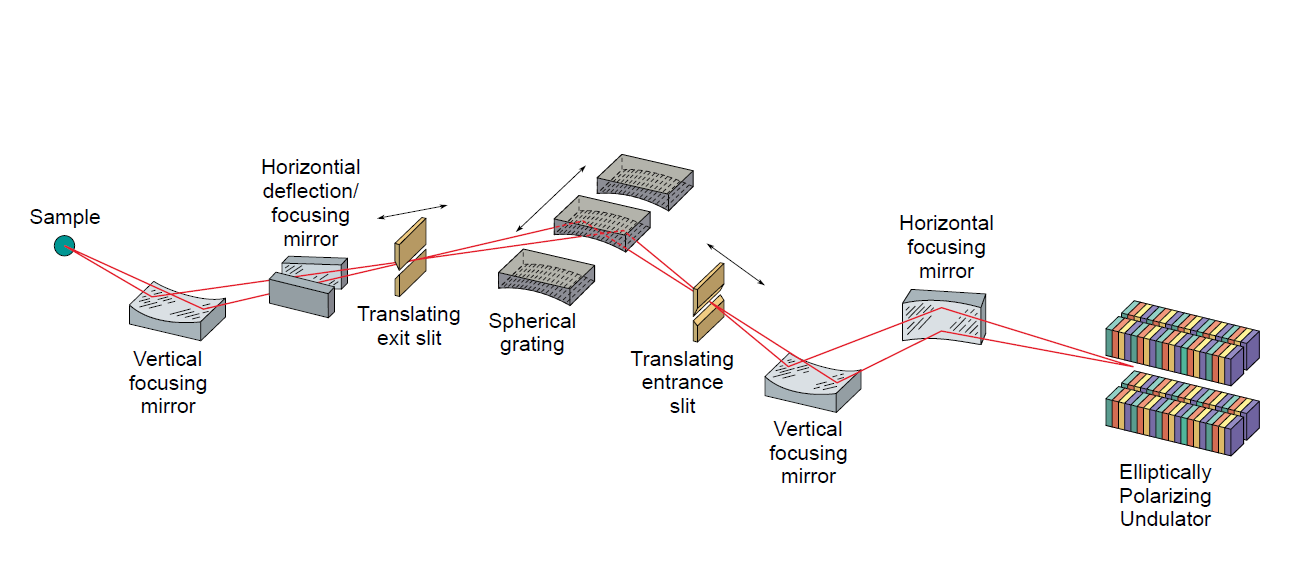 Sample
Horizontial
deflection/
focusing
mirror
Vertical
focusing
mirror
Translating
exit slit
Spherical
grating
Translating
entrance
slit
Vertical
focusing
mirror
Horizontal
focusing
mirror
Elliptically
Polarizing
Undulator